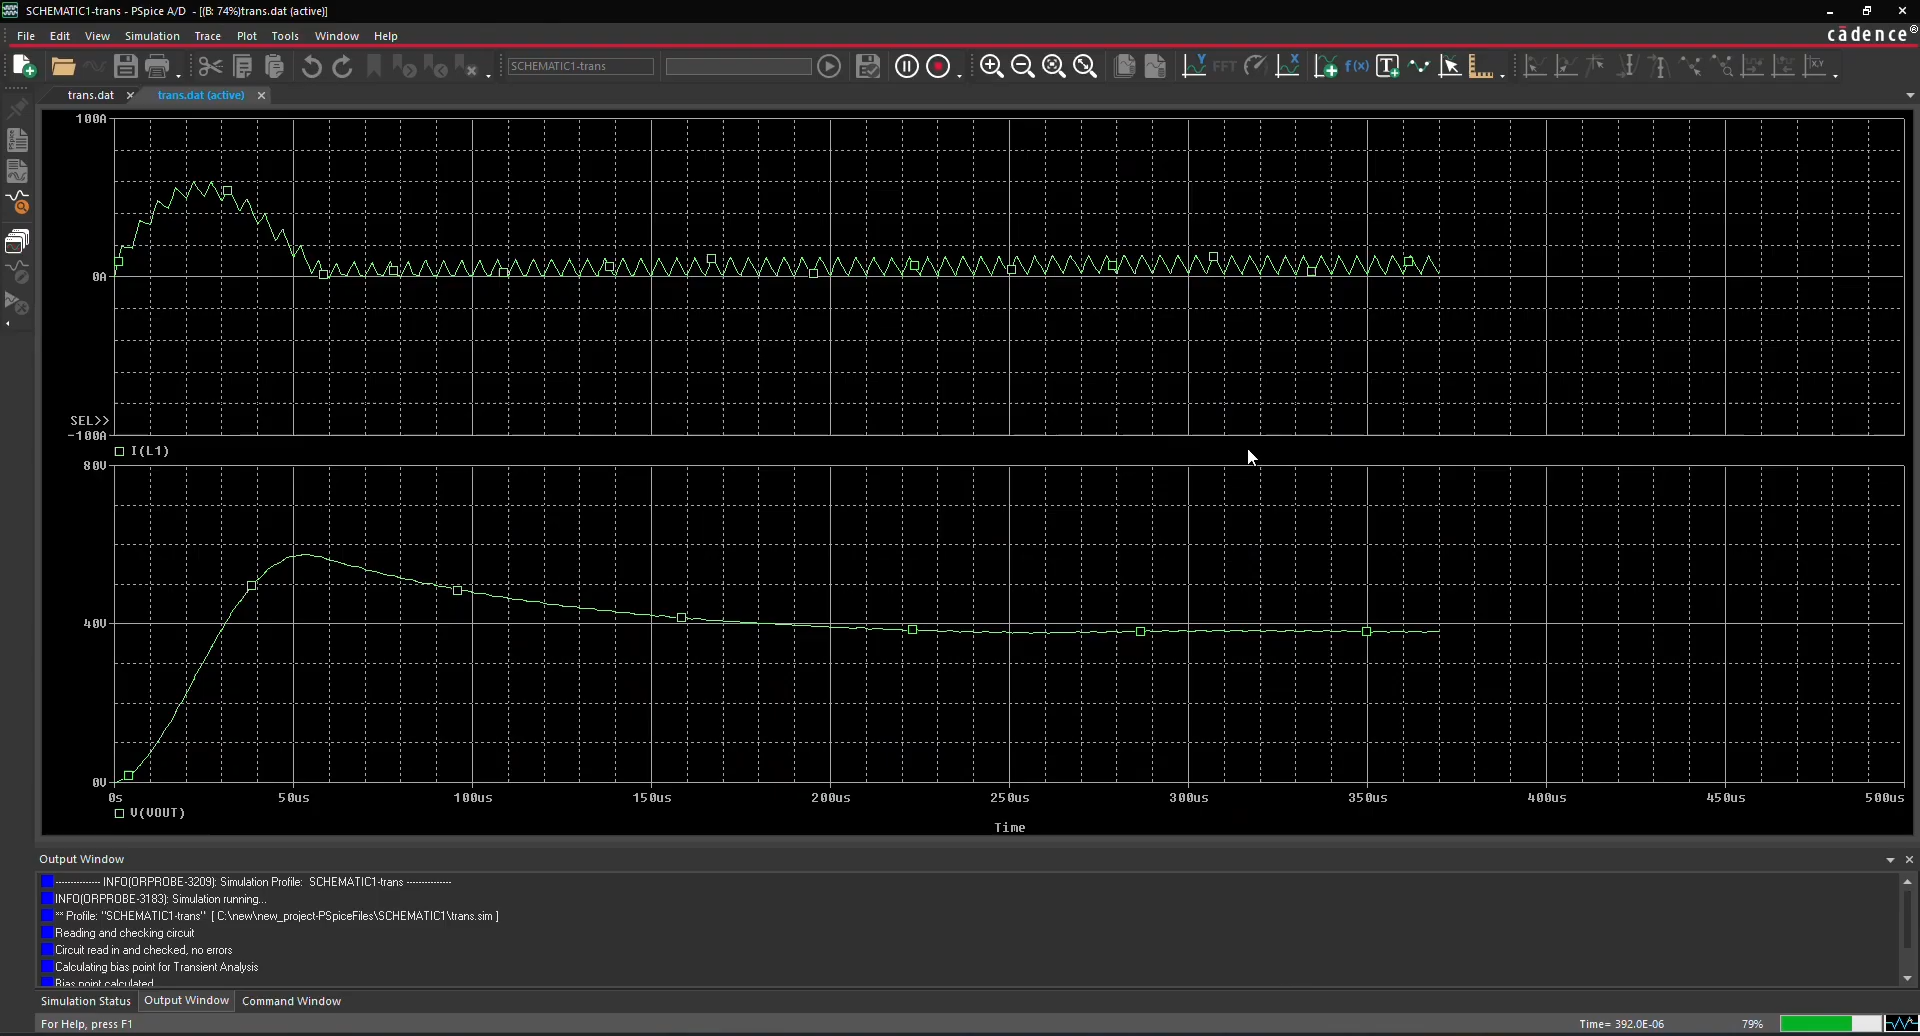 SCHEMATIC1-trans - PSpice A/D - [(B: 74%)trans.dat (active)]
File Edit View Simulation Trace Plot Tools Window Help
cādence®
SCHEMATIC1-trans
FFT
f(x)
trans.dat
trans.dat (active)
100A
0A
SEL>>
-100A
I(L1)
80V
40V
0V
0s 50us 100us 150us 200us 250us 300us 350us 400us 450us 500us
V(VOUT)
Time
Output Window
--------------- INFO(ORPROBE-3209): Simulation Profile: SCHEMATIC1-trans ---------------
INFO(ORPROBE-3183): Simulation running...
** Profile: "SCHEMATIC1-trans" [ C:\new\new_project-PSpiceFiles\SCHEMATIC1\trans.sim ]
Reading and checking circuit
Circuit read in and checked, no errors
Calculating bias point for Transient Analysis
Bias point calculated
Simulation Status Output Window Command Window
For Help, press F1
Time= 392.0E-06
79%